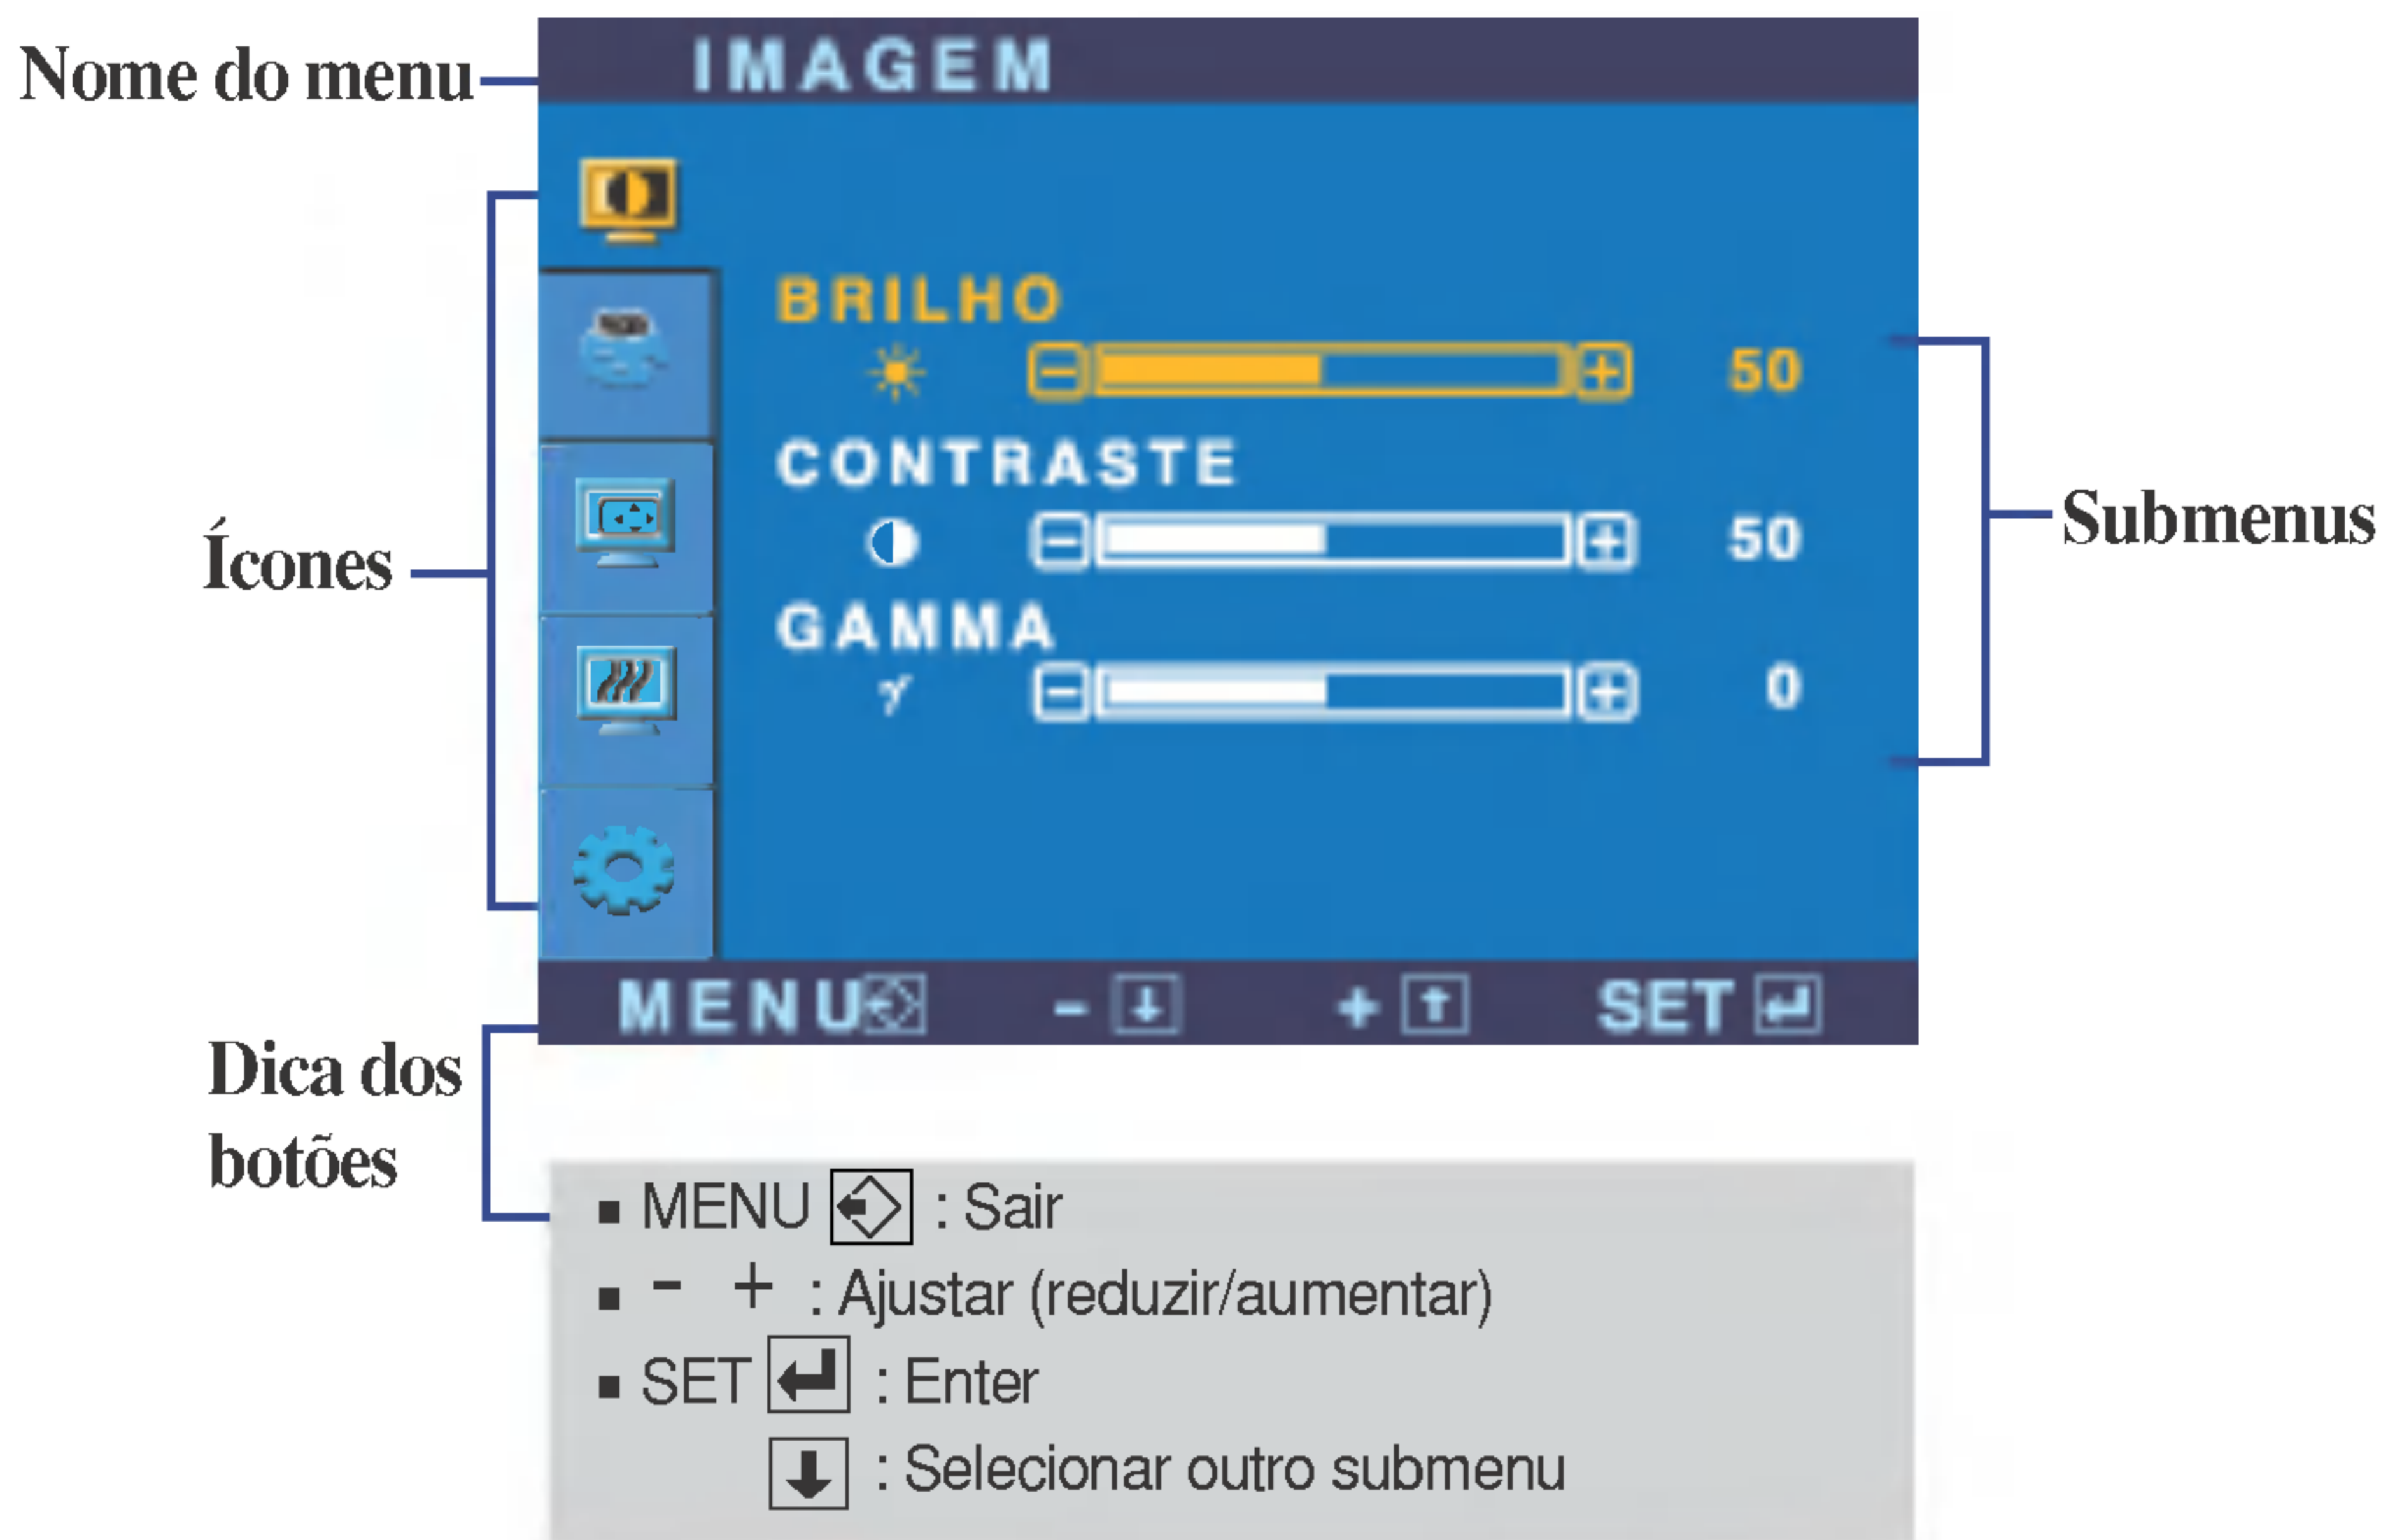 Nome do menu
IMAGEM
BRILHO
50
CONTRASTE
50
Ícones
Submenus
GAMMA
γ
0
MENU - + SET
Dica dos
botões
▪ MENU : Sair
▪ - + : Ajustar (reduzir/aumentar)
▪ SET : Enter
: Selecionar outro submenu